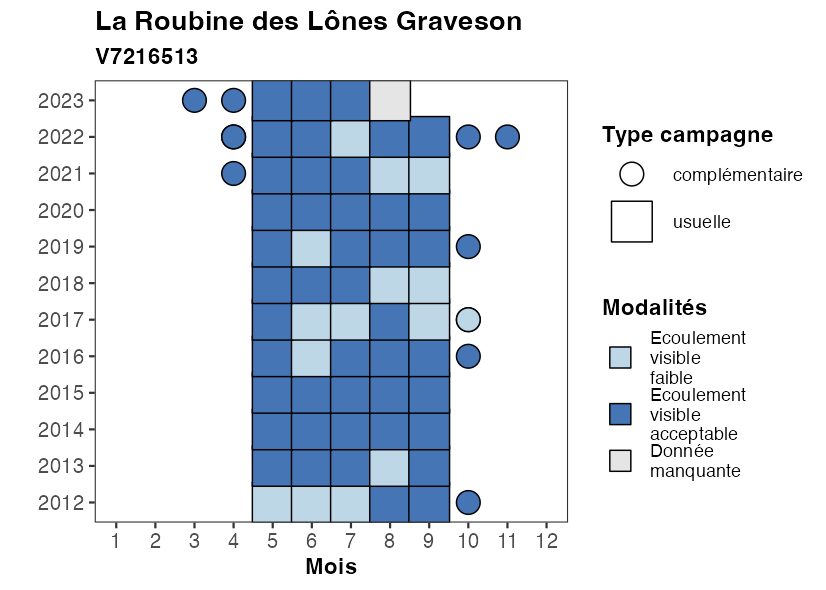 La Roubine des Lônes Graveson
V7216513
2023
2022
2021
2020
2019
2018
2017
2016
2015
2014
2013
2012
1 2 3 4 5 6 7 8 9 10 11 12
Mois
Type campagne
complémentaire
usuelle
Modalités
Ecoulement
visible
faible
Ecoulement
visible
acceptable
Donnée
manquante